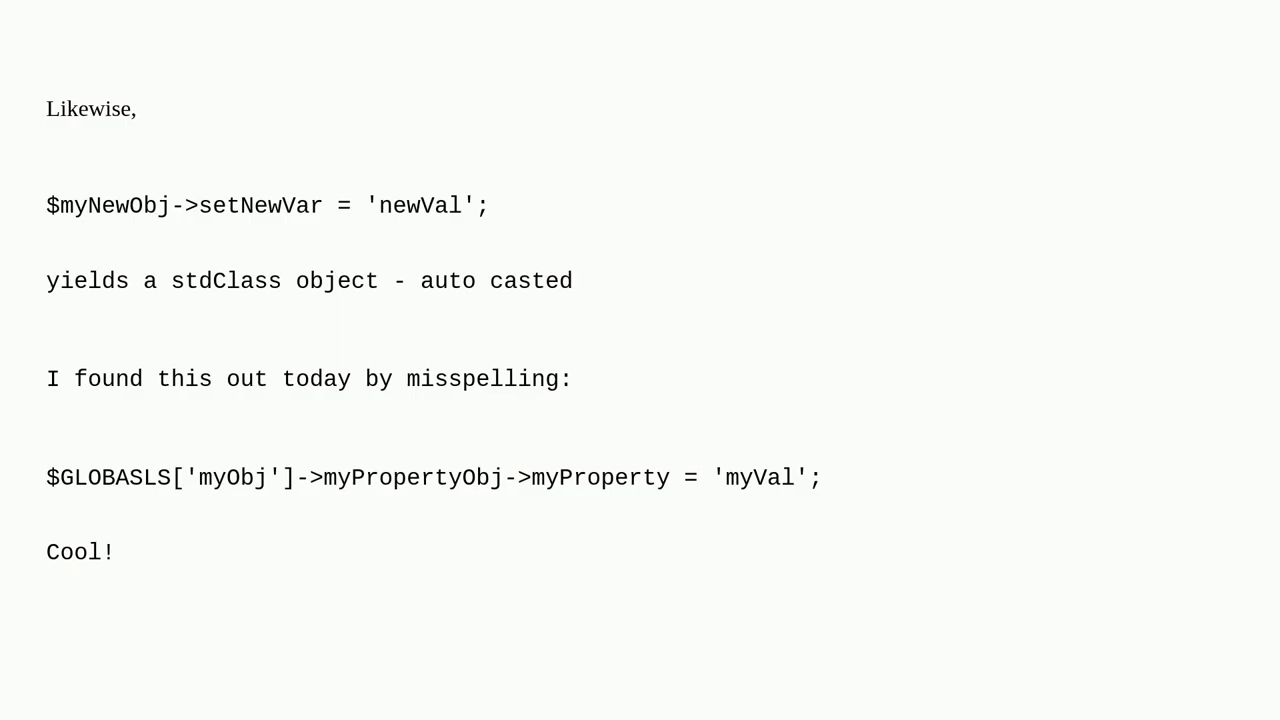 Likewise,
$myNewObj->setNewVar = 'newVal';
yields a stdClass object - auto casted
I found this out today by misspelling:
$GLOBASLS['myObj']->myPropertyObj->myProperty = 'myVal';
Cool!